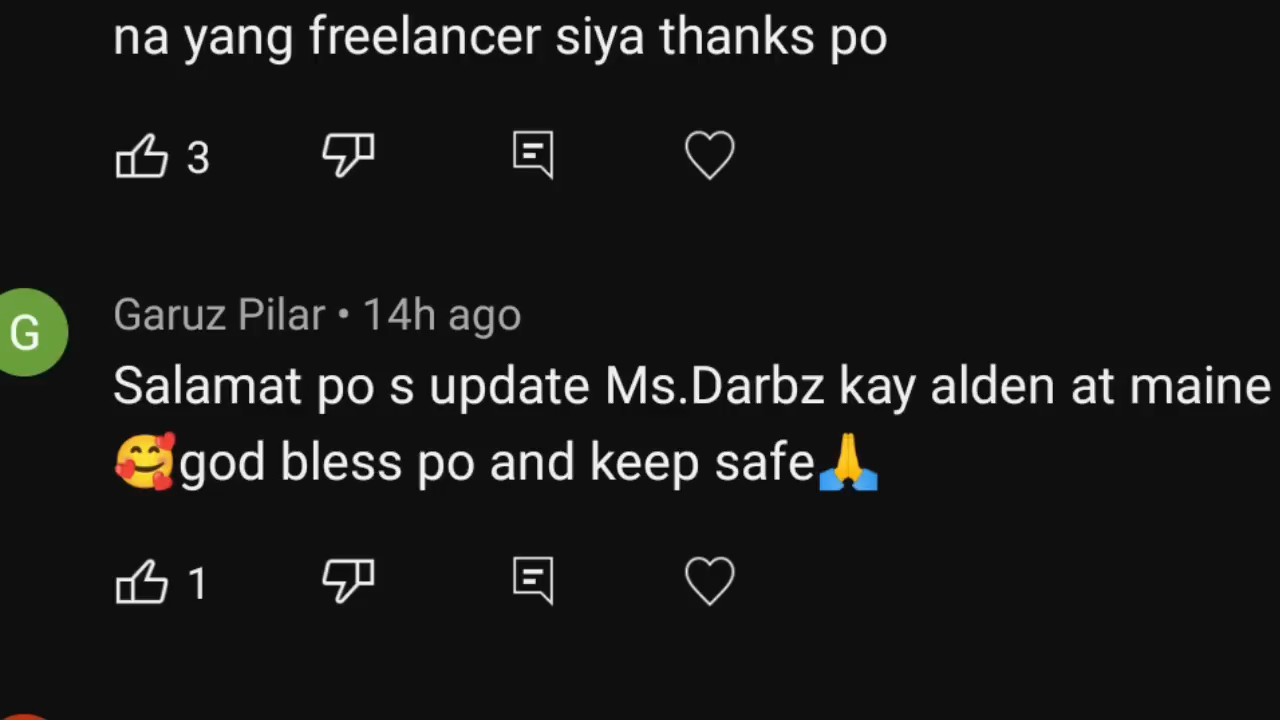 na yang freelancer siya thanks po
3
G
Garuz Pilar • 14h ago
Salamat po s update Ms.Darbz kay alden at maine
🥰god bless po and keep safe🙏
1